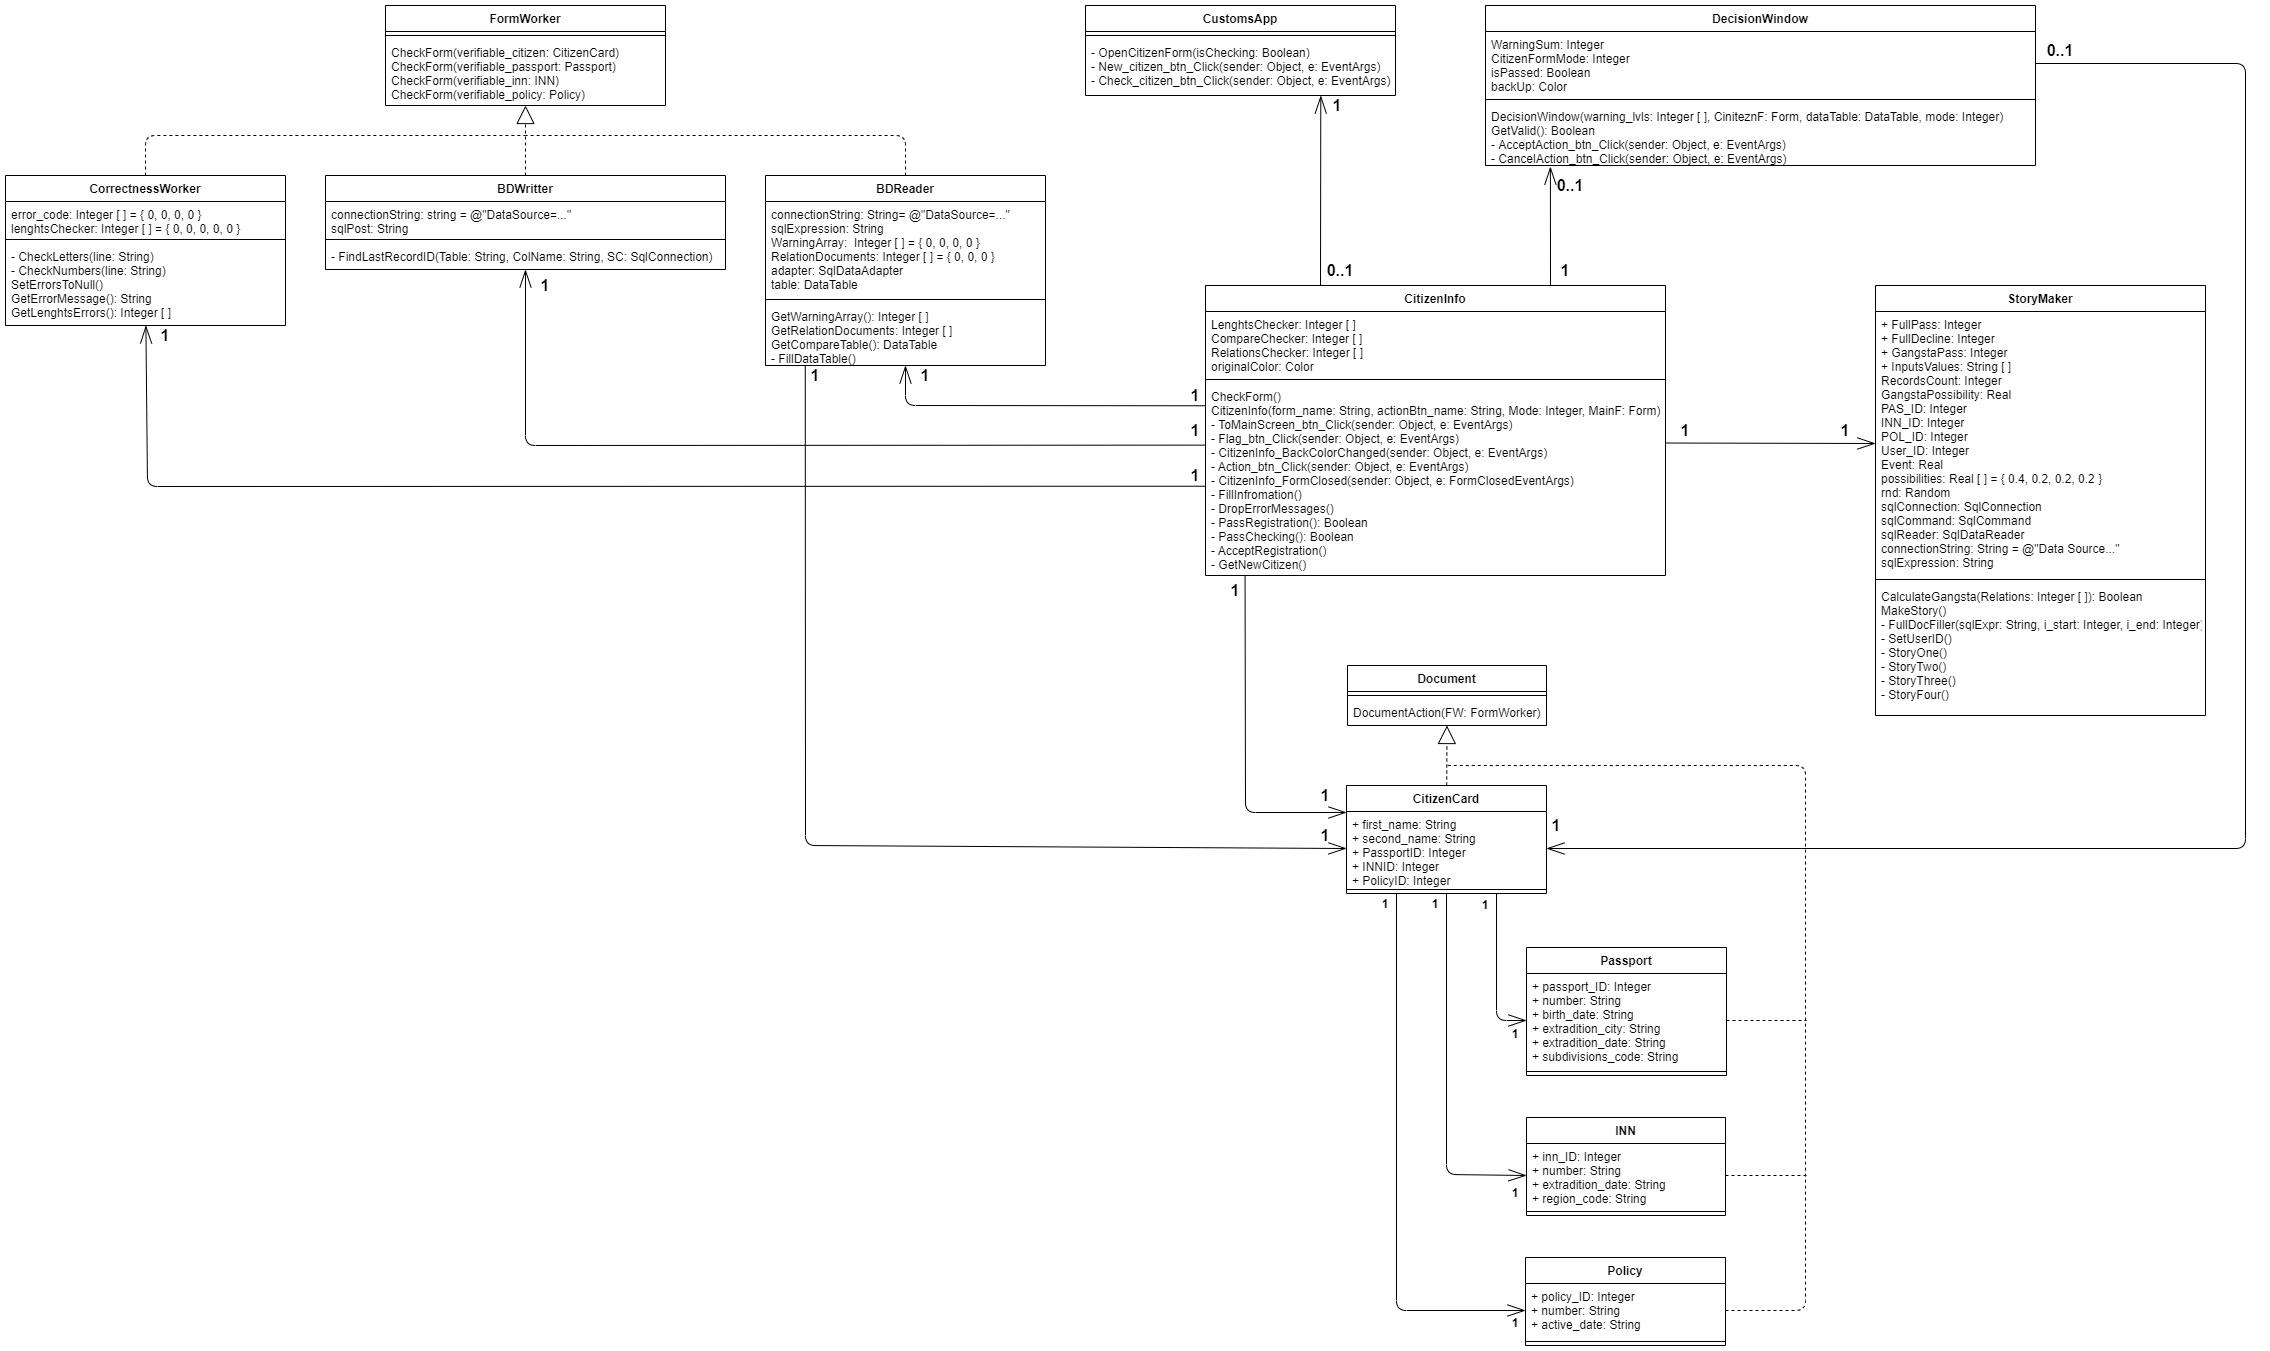 FormWorker
CheckForm(verifiable_citizen: CitizenCard)
CheckForm(verifiable_passport: Passport)
CheckForm(verifiable_inn: INN)
CheckForm(verifiable_policy: Policy)
CustomsApp
- OpenCitizenForm(isChecking: Boolean)
- New_citizen_btn_Click(sender: Object, e: EventArgs)
- Check_citizen_btn_Click(sender: Object, e: EventArgs)
1
0..1
DecisionWindow
WarningSum: Integer
CitizenFormMode: Integer
isPassed: Boolean
backUp: Color
DecisionWindow(warning_lvls: Integer [ ], CiniteznF: Form, dataTable: DataTable, mode: Integer)
GetValid(): Boolean
- AcceptAction_btn_Click(sender: Object, e: EventArgs)
- CancelAction_btn_Click(sender: Object, e: EventArgs)
0..1
0..1
1
CorrectnessWorker
error_code: Integer [ ] = { 0, 0, 0, 0 }
lenghtsChecker: Integer [ ] = { 0, 0, 0, 0, 0 }
- CheckLetters(line: String)
- CheckNumbers(line: String)
SetErrorsToNull()
GetErrorMessage(): String
GetLenghtsErrors(): Integer [ ]
1
BDWritter
connectionString: string = @"DataSource=..."
sqlPost: String
- FindLastRecordID(Table: String, ColName: String, SC: SqlConnection)
1
BDReader
connectionString: String= @"DataSource=..."
sqlExpression: String
WarningArray:  Integer [ ] = { 0, 0, 0, 0 }
RelationDocuments: Integer [ ] = { 0, 0, 0 }
adapter: SqlDataAdapter
table: DataTable
GetWarningArray(): Integer [ ]
GetRelationDocuments: Integer [ ]
GetCompareTable(): DataTable
- FillDataTable()
1
1
1
1
1
CitizenInfo
LenghtsChecker: Integer [ ]
CompareChecker: Integer [ ]
RelationsChecker: Integer [ ]
originalColor: Color
CheckForm()
CitizenInfo(form_name: String, actionBtn_name: String, Mode: Integer, MainF: Form)
- ToMainScreen_btn_Click(sender: Object, e: EventArgs)
- Flag_btn_Click(sender: Object, e: EventArgs)
- CitizenInfo_BackColorChanged(sender: Object, e: EventArgs)
- Action_btn_Click(sender: Object, e: EventArgs)
- CitizenInfo_FormClosed(sender: Object, e: FormClosedEventArgs)
- FillInfromation()
- DropErrorMessages()
- PassRegistration(): Boolean
- PassChecking(): Boolean
- AcceptRegistration()
- GetNewCitizen()
1
1
1
StoryMaker
+ FullPass: Integer
+ FullDecline: Integer
+ GangstaPass: Integer
+ InputsValues: String [ ]
RecordsCount: Integer
GangstaPossibility: Real
PAS_ID: Integer
INN_ID: Integer
POL_ID: Integer
User_ID: Integer
Event: Real
possibilities: Real [ ] = { 0.4, 0.2, 0.2, 0.2 }
rnd: Random
sqlConnection: SqlConnection
sqlCommand: SqlCommand
sqlReader: SqlDataReader
connectionString: String = @"Data Source..."
sqlExpression: String
CalculateGangsta(Relations: Integer [ ]): Boolean
MakeStory()
- FullDocFiller(sqlExpr: String, i_start: Integer, i_end: Integer
- SetUserID()
- StoryOne()
- StoryTwo()
- StoryThree()
- StoryFour()
Document
DocumentAction(FW: FormWorker)
1
1
1
CitizenCard
+ first_name: String
+ second_name: String
+ PassportID: Integer
+ INNID: Integer
+ PolicyID: Integer
1
1
1
Passport
+ passport_ID: Integer
+ number: String
+ birth_date: String
+ extradition_city: String
+ extradition_date: String
+ subdivisions_code: String
1
INN
+ inn_ID: Integer
+ number: String
+ extradition_date: String
+ region_code: String
1
Policy
+ policy_ID: Integer
+ number: String
+ active_date: String
1